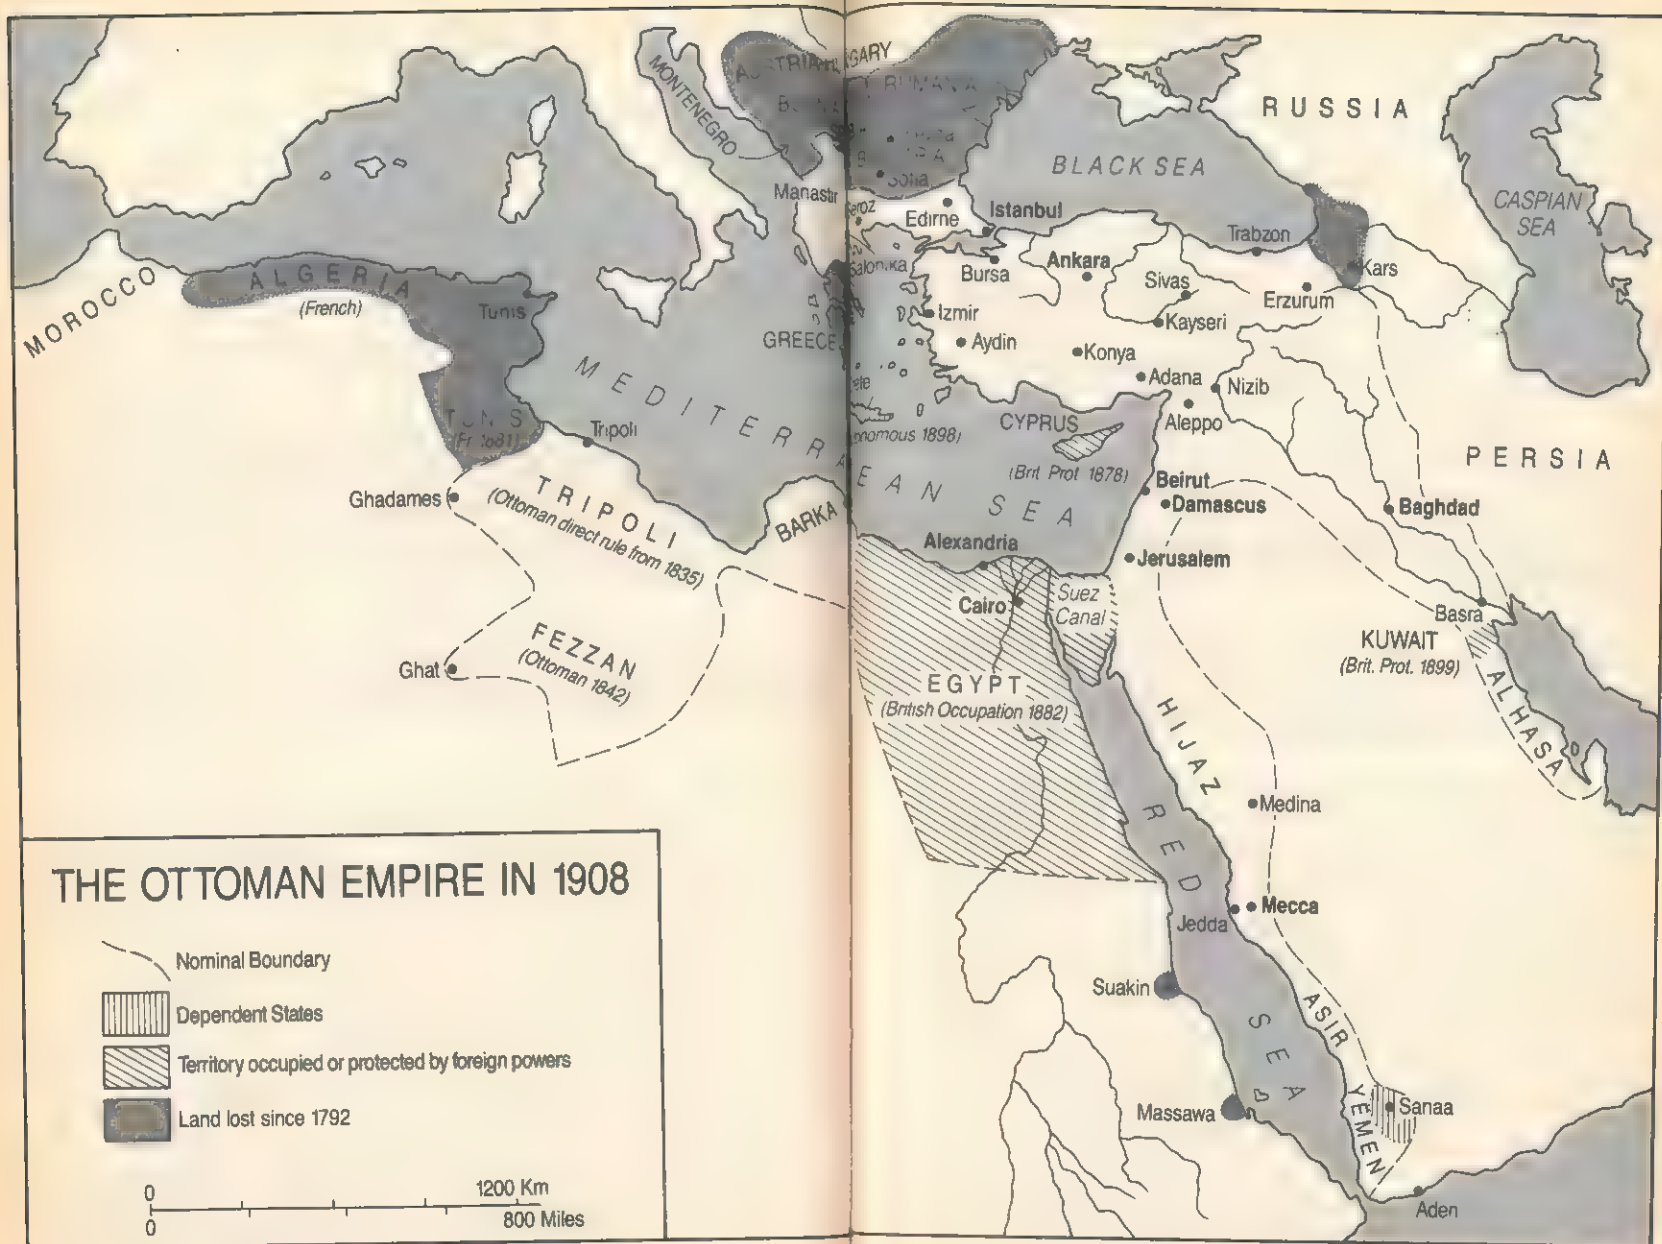 MONTENEGRO
RUMANIA
RUSSIA
BLACK SEA
CASPIAN
SEA
Sofia
Manastir
Edirne
Istanbul
Trabzon
Salonika
Bursa
Ankara
Sivas
Erzurum
Kars
Kayseri
MOROCCO
ALGERIA
(French)
Tunis
GREECE
Izmir
Aydin
Konya
Adana
Nizib
Aleppo
MEDITERRANEAN SEA
CYPRUS
(Brit. Prot. 1878)
Tripoli
PERSIA
Ghadames
TRIPOLI
(Ottoman direct rule from 1835)
BARKA
Beirut
Damascus
Baghdad
Alexandria
Jerusalem
Cairo
Suez
Canal
Basra
KUWAIT
(Brit. Prot. 1899)
AL HASA
Ghat
FEZZAN
(Ottoman 1842)
EGYPT
(British Occupation 1882)
HIJAZ
Medina
RED SEA
Jedda
Mecca
Suakin
ASIR
Massawa
YEMEN
Sanaa
Aden
THE OTTOMAN EMPIRE IN 1908
Nominal Boundary
Dependent States
Territory occupied or protected by foreign powers
Land lost since 1792
0
1200 Km
0
800 Miles